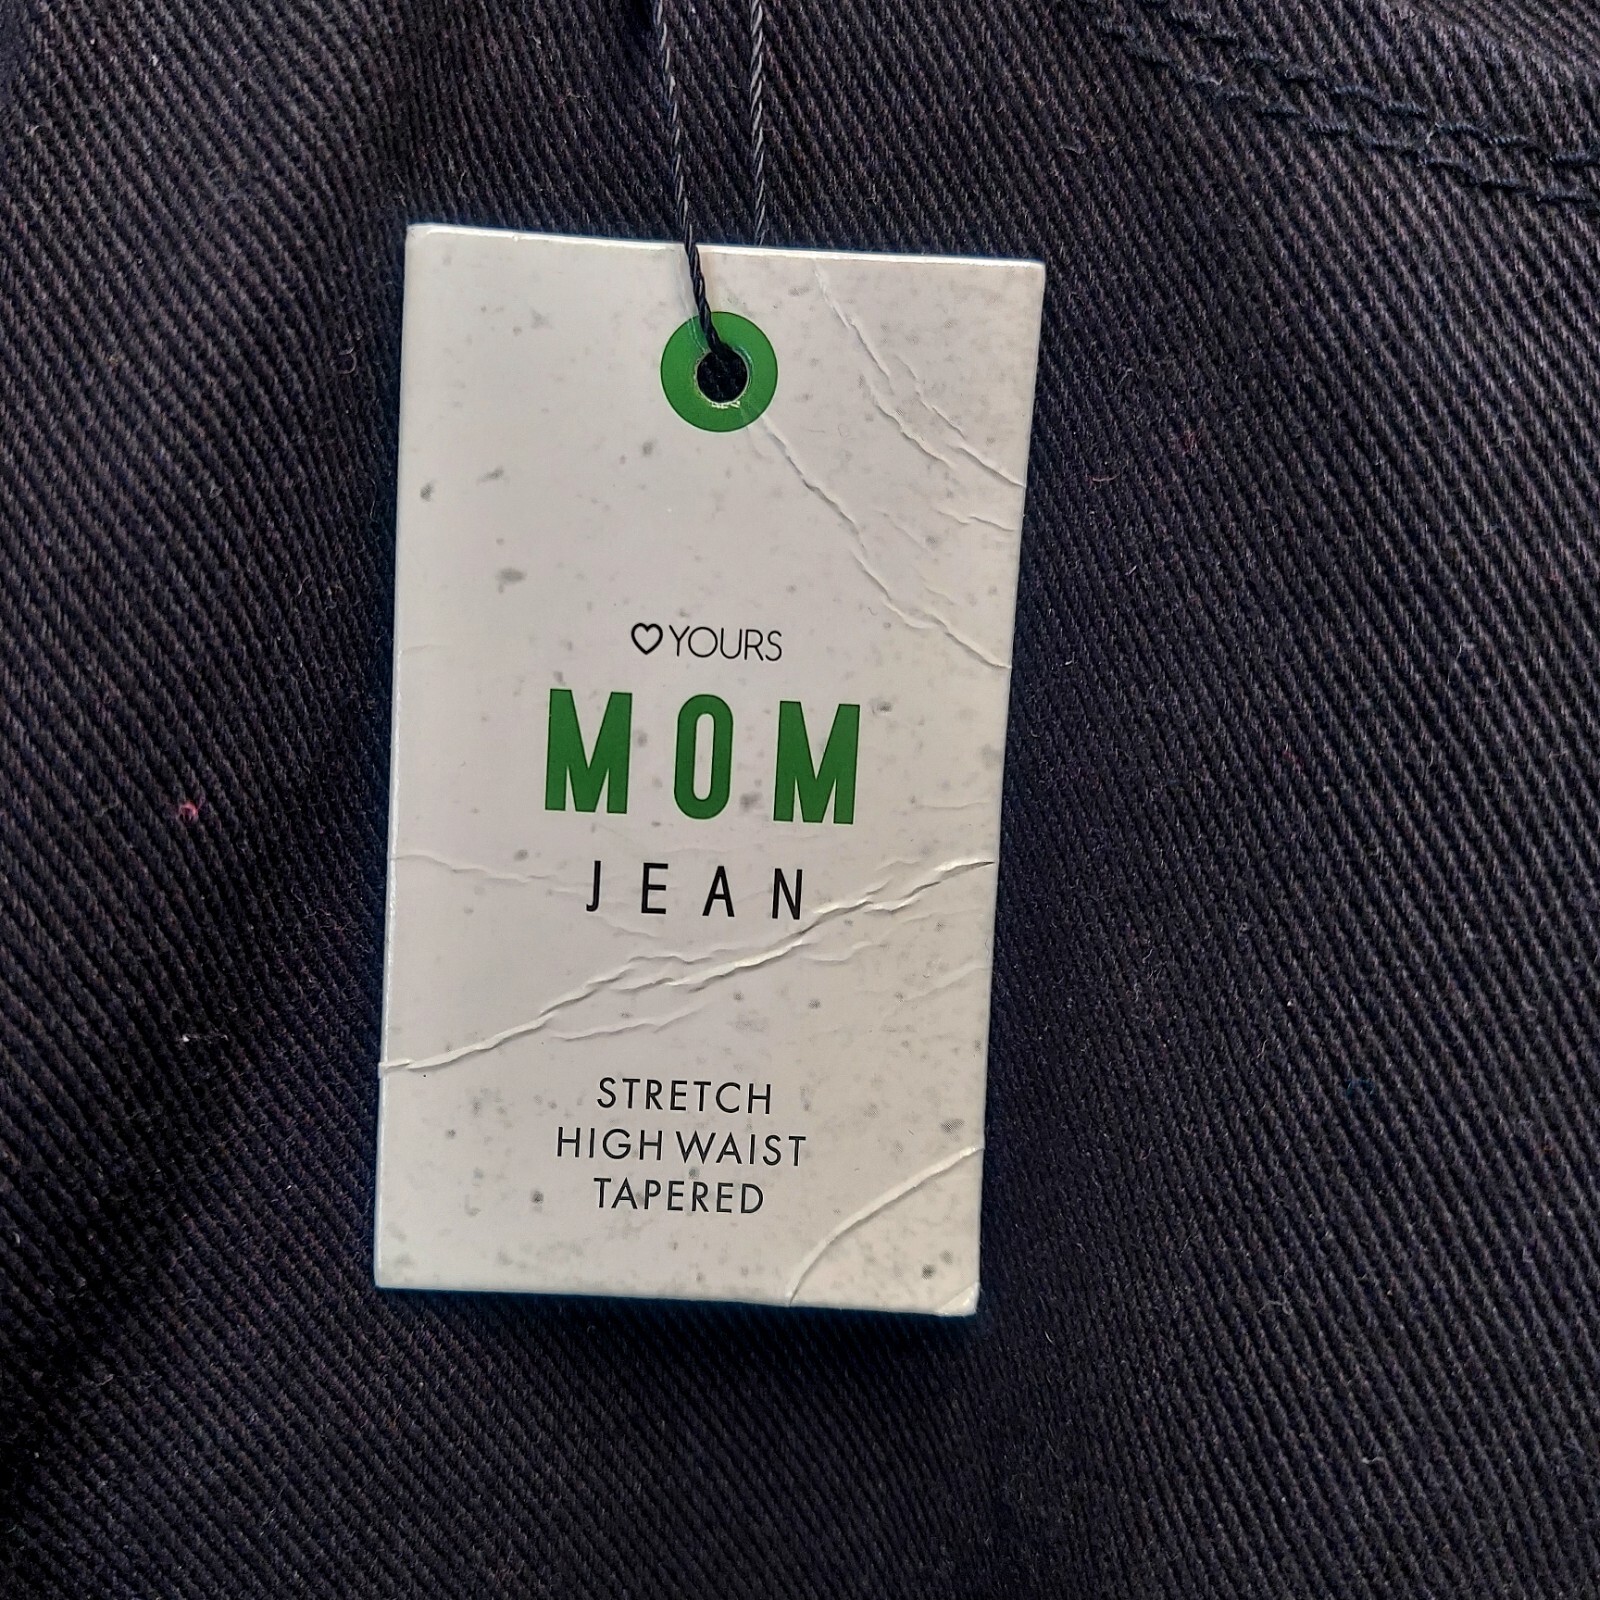 ♡YOURS
MOM
JEAN
STRETCH
HIGH WAIST
TAPERED